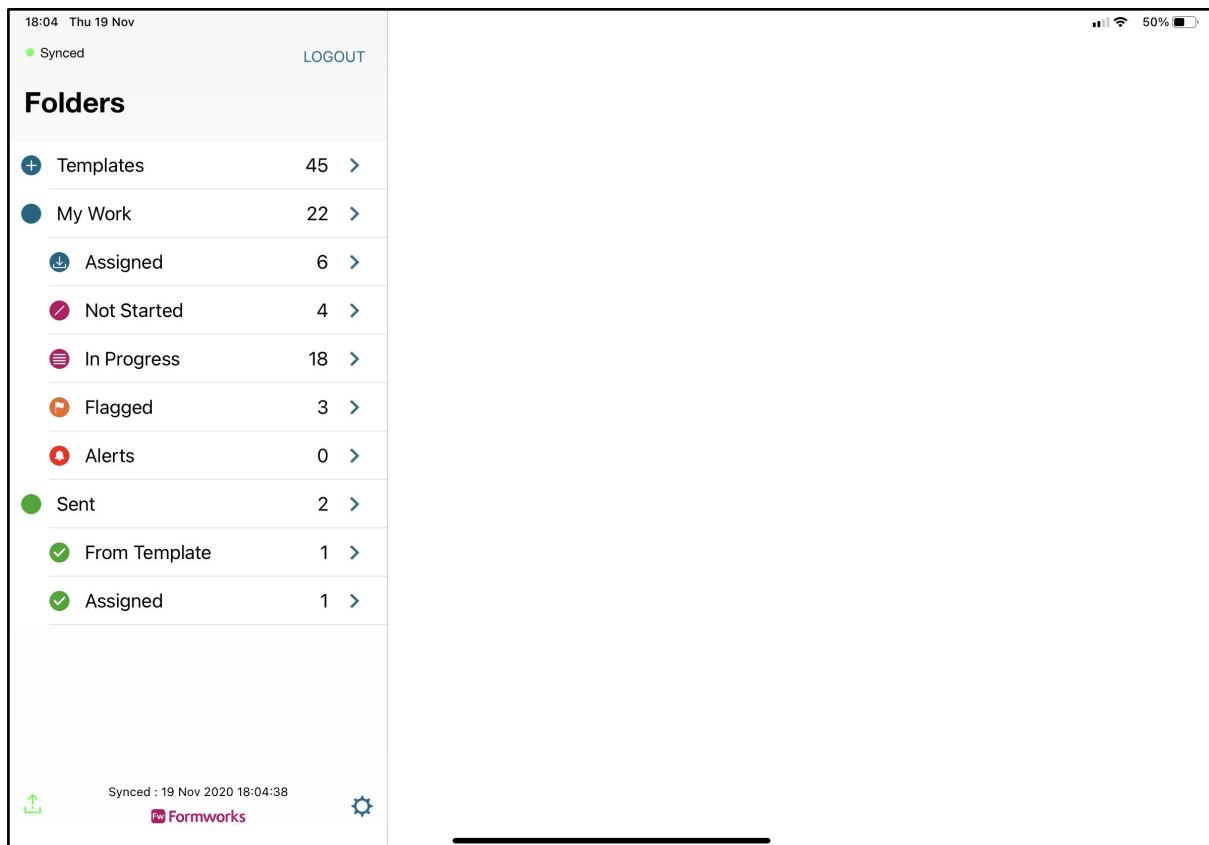 18:04 Thu 19 Nov
50%
Synced
LOGOUT
Folders
Templates 45
My Work 22
Assigned 6
Not Started 4
In Progress 18
Flagged 3
Alerts 0
Sent 2
From Template 1
Assigned 1
Synced : 19 Nov 2020 18:04:38
Fw Formworks